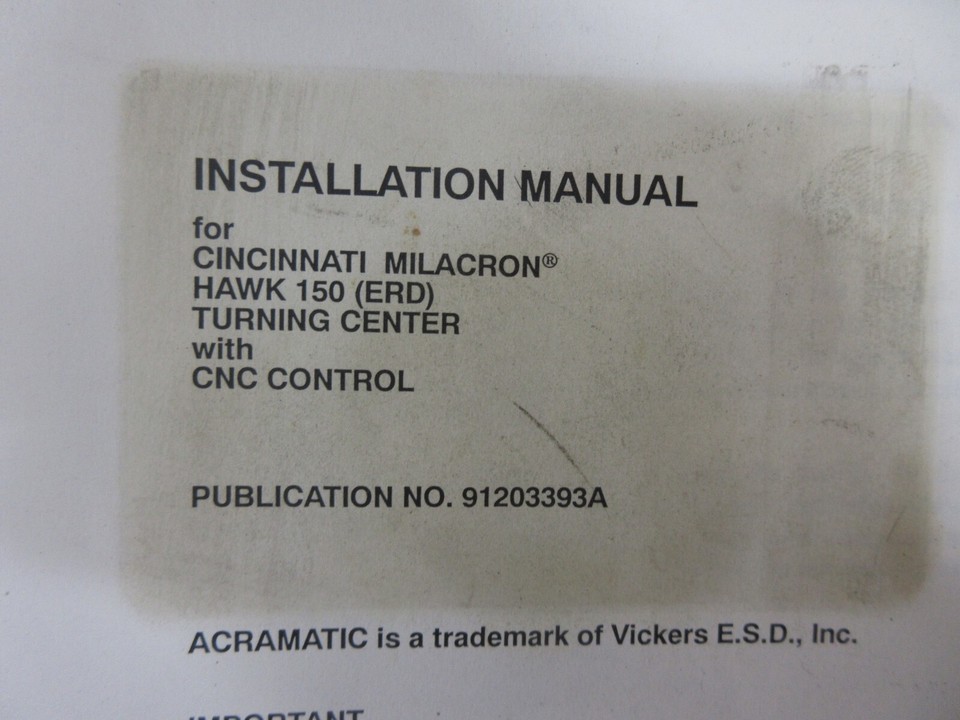 INSTALLATION MANUAL
for
CINCINNATI MILACRON®
HAWK 150 (ERD)
TURNING CENTER
with
CNC CONTROL
PUBLICATION NO. 91203393A
ACRAMATIC is a trademark of Vickers E.S.D., Inc.
IMPORTANT